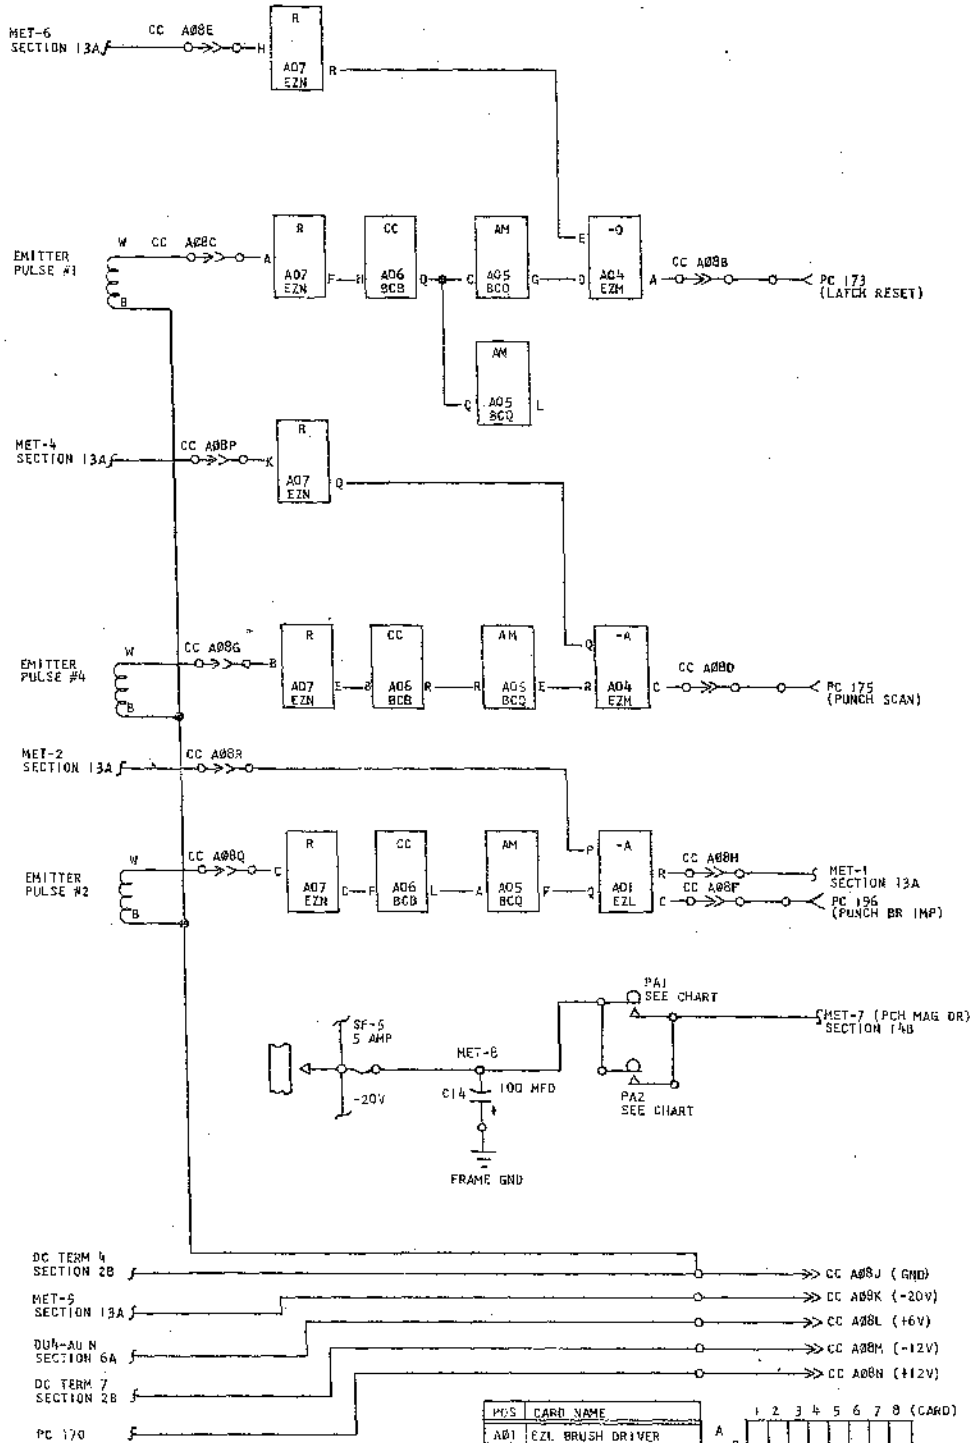 R
MET-6
SECTION 13A
CC A08E
H
A07
EZN
R
EMITTER
PULSE #1
W
B
CC A08C
A
R
A07
EZN
F
H
CC
A06
BCB
Q
C
AM
A05
BCQ
G
E
D
-O
A04
EZM
A
CC A08B
PC 173
(LATCH RESET)
Q
AM
A05
BCQ
L
MET-4
SECTION 13A
CC A08P
K
R
A07
EZN
Q
EMITTER
PULSE #4
W
B
CC A08G
B
R
A07
EZN
E
B
CC
A06
BCB
R
R
AM
A05
BCQ
E
Q
R
-A
A04
EZM
C
CC A08D
PC 175
(PUNCH SCAN)
MET-2
SECTION 13A
CC A08R
EMITTER
PULSE #2
W
B
CC A08Q
C
R
A07
EZN
D
F
CC
A06
BCB
L
A
AM
A05
BCQ
F
P
Q
-A
A01
EZL
R
CC A08H
MET-1
SECTION 13A
C
CC A08F
PC 196
(PUNCH BR IMP)
SF-5
5 AMP
-20V
MET-8
C14
100 MFD
FRAME GND
PA1
SEE CHART
PA2
SEE CHART
MET-7 (PCH MAG DR)
SECTION 14B
DC TERM 4
SECTION 2B
CC A08J (GND)
MET-5
SECTION 13A
CC A08K (-20V)
DU4-AU N
SECTION 6A
CC A08L (+6V)
DC TERM 7
SECTION 2B
CC A08M (-12V)
PC 170
CC A08N (+12V)
POS CARD NAME
A01 EZL BRUSH DRIVER
A
1 2 3 4 5 6 7 8 (CARD)